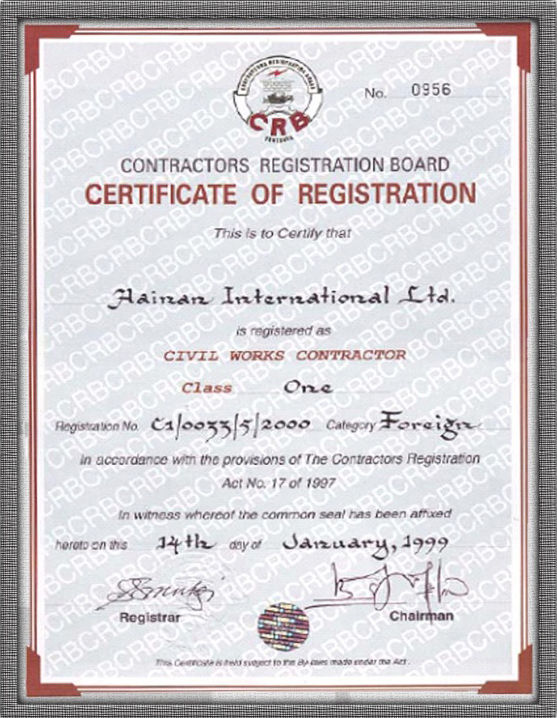 CONTRACTORS REGISTRATION BOARD
CRB
No. 0956
CONTRACTORS REGISTRATION BOARD
CERTIFICATE OF REGISTRATION
This is to Certify that
Hainan International Ltd.
is registered as
CIVIL WORKS CONTRACTOR
Class One
Registration No. C1/0033/5/2000 Category Foreign
in accordance with the provisions of The Contractors Registration
Act No. 17 of 1997
In witness whereof the common seal has been affixed
hereto on this 14th day of January, 1999
Registrar
Chairman
This Certificate is held subject to the By-laws made under the Act.